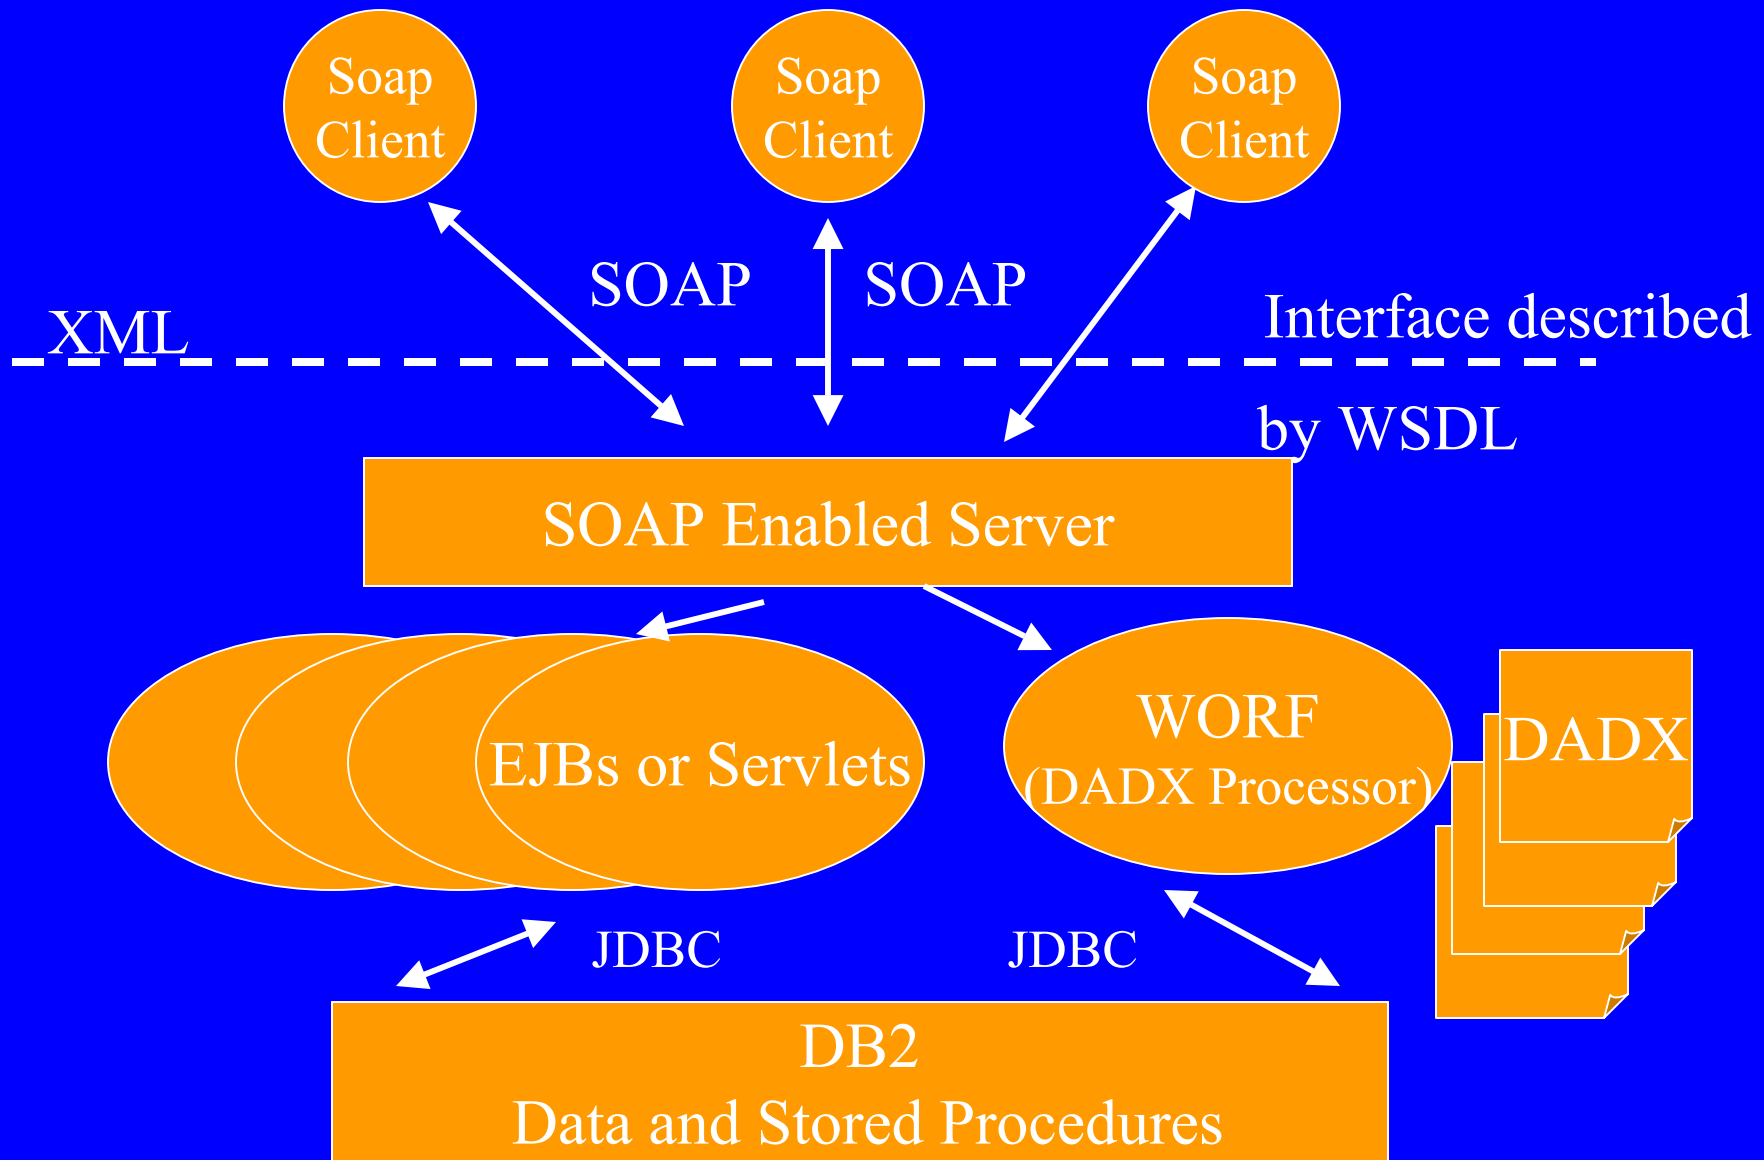 Soap
Client
Soap
Client
Soap
Client
SOAP
SOAP
XML
Interface described
by WSDL
SOAP Enabled Server
EJBs or Servlets
WORF
(DADX Processor)
DADX
JDBC
JDBC
DB2
Data and Stored Procedures